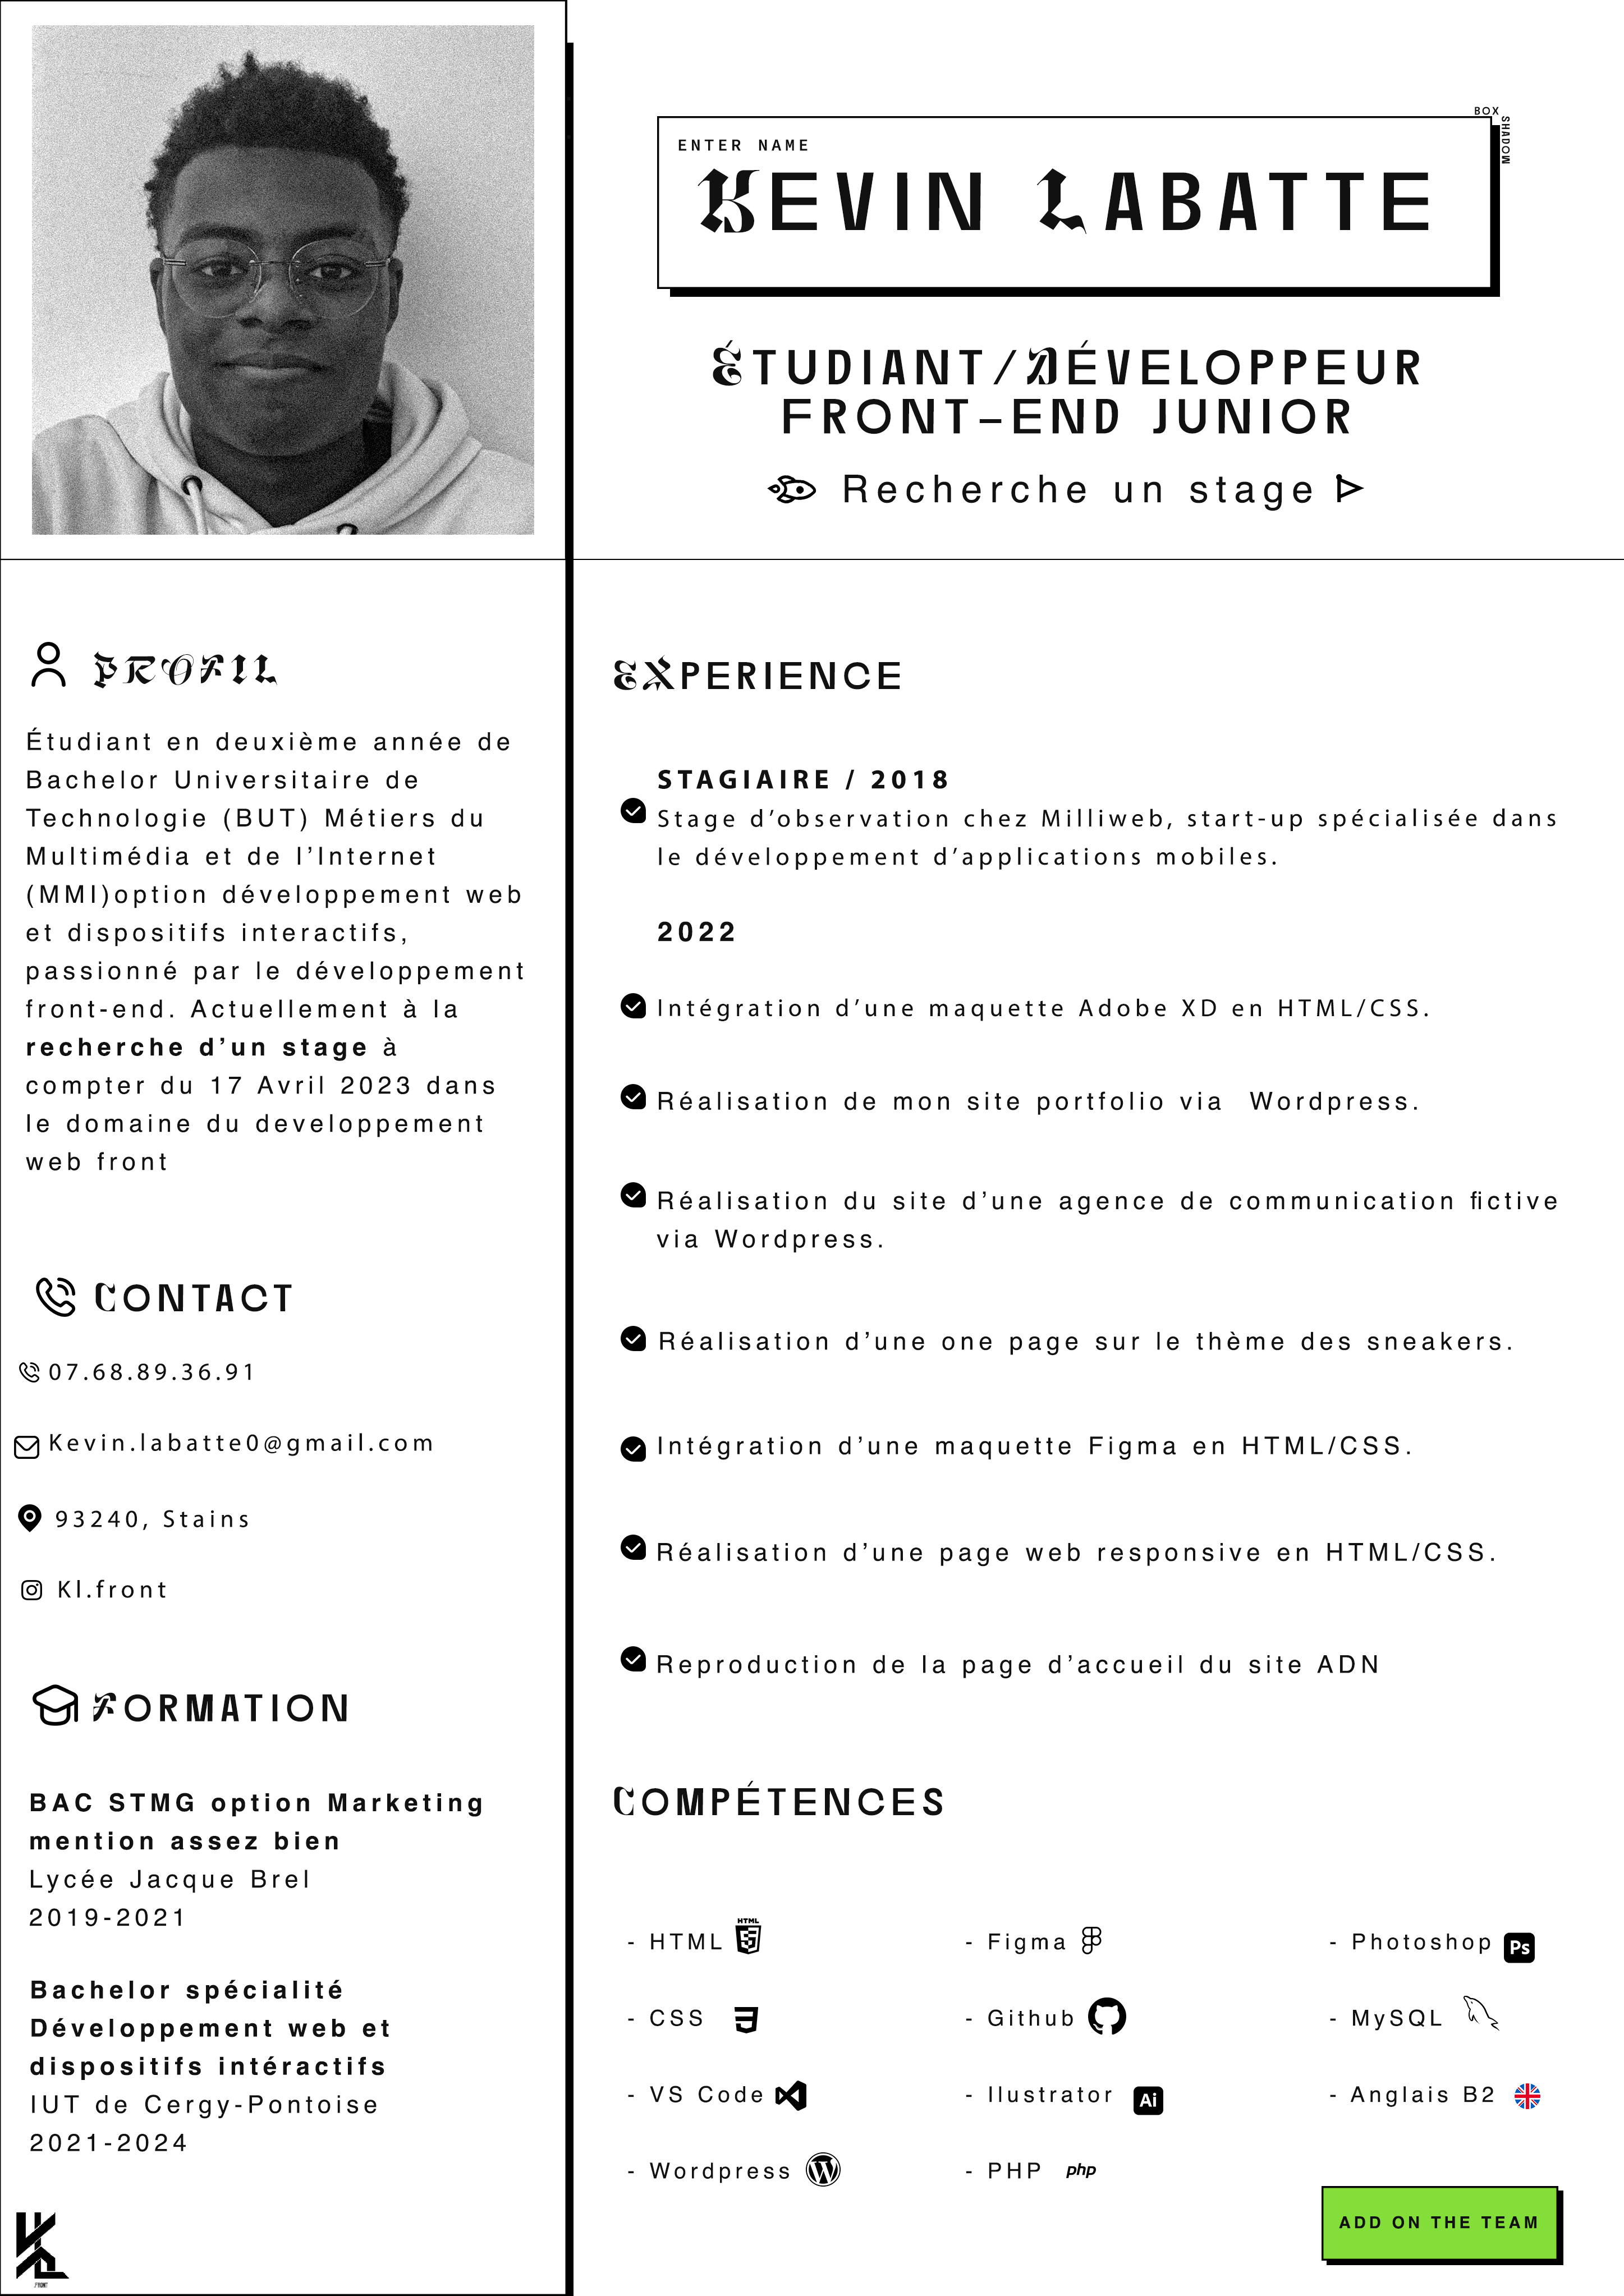 BOX
SHADOW
ENTER NAME
KEVIN LABATTE
ÉTUDIANT/DÉVELOPPEUR
FRONT-END JUNIOR
Recherche un stage
PROFIL
Étudiant en deuxième année de
Bachelor Universitaire de
Technologie (BUT) Métiers du
Multimédia et de l’Internet
(MMI)option développement web
et dispositifs interactifs,
passionné par le développement
front-end. Actuellement à la
recherche d’un stage à
compter du 17 Avril 2023 dans
le domaine du developpement
web front
CONTACT
07.68.89.36.91
Kevin.labatte0@gmail.com
93240, Stains
Kl.front
FORMATION
BAC STMG option Marketing
mention assez bien
Lycée Jacque Brel
2019-2021
Bachelor spécialité
Développement web et
dispositifs intéractifs
IUT de Cergy-Pontoise
2021-2024
EXPERIENCE
STAGIAIRE / 2018
Stage d’observation chez Milliweb, start-up spécialisée dans
le développement d’applications mobiles.
2022
Intégration d’une maquette Adobe XD en HTML/CSS.
Réalisation de mon site portfolio via Wordpress.
Réalisation du site d’une agence de communication fictive
via Wordpress.
Réalisation d’une one page sur le thème des sneakers.
Intégration d’une maquette Figma en HTML/CSS.
Réalisation d’une page web responsive en HTML/CSS.
Reproduction de la page d’accueil du site ADN
COMPÉTENCES
- HTML HTML 5
- Figma
- Photoshop Ps
- CSS 3
- Github
- MySQL
- VS Code
- Ilustrator Ai
- Anglais B2
- Wordpress W
- PHP php
ADD ON THE TEAM